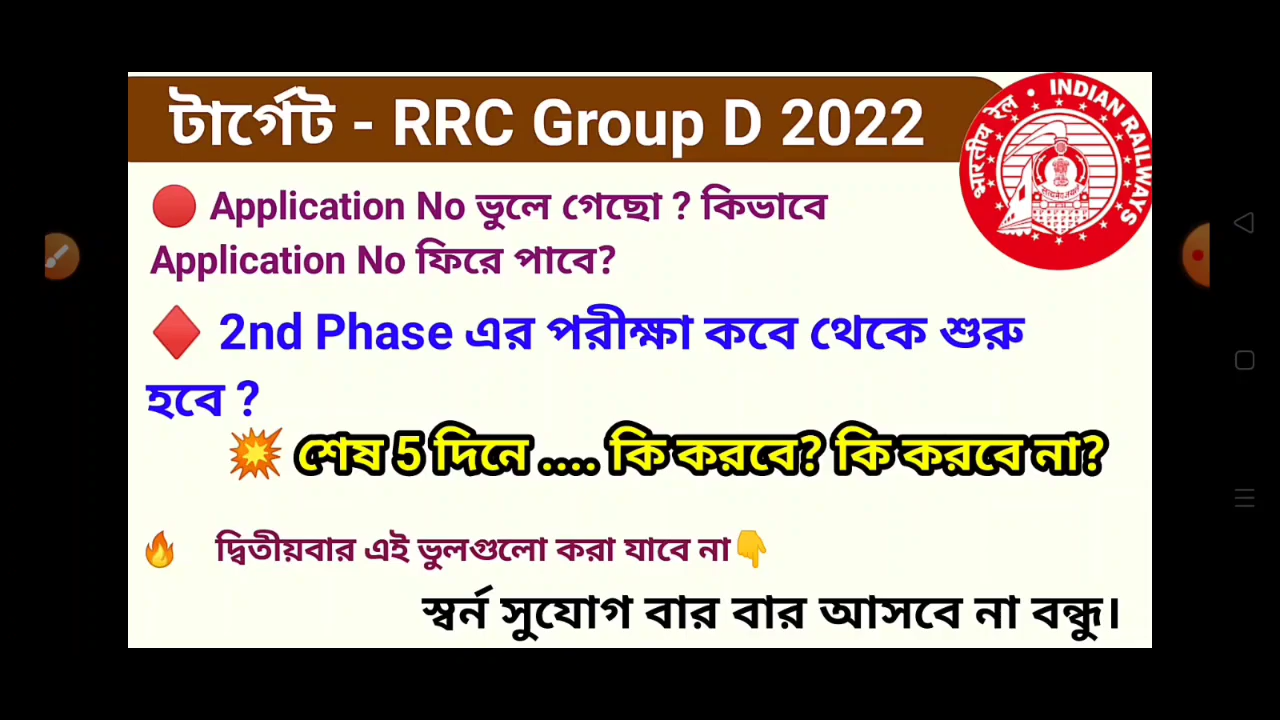 টার্গেট - RRC Group D 2022
भारतीय रेल • INDIAN RAILWAYS
🔴 Application No ভুলে গেছো ? কিভাবে
Application No ফিরে পাবে?
♦️ 2nd Phase এর পরীক্ষা কবে থেকে শুরু
হবে ?
💥 শেষ 5 দিনে .... কি করবে? কি করবে না?
🔥 দ্বিতীয়বার এই ভুলগুলো করা যাবে না👇
স্বর্ন সুযোগ বার বার আসবে না বন্ধু।